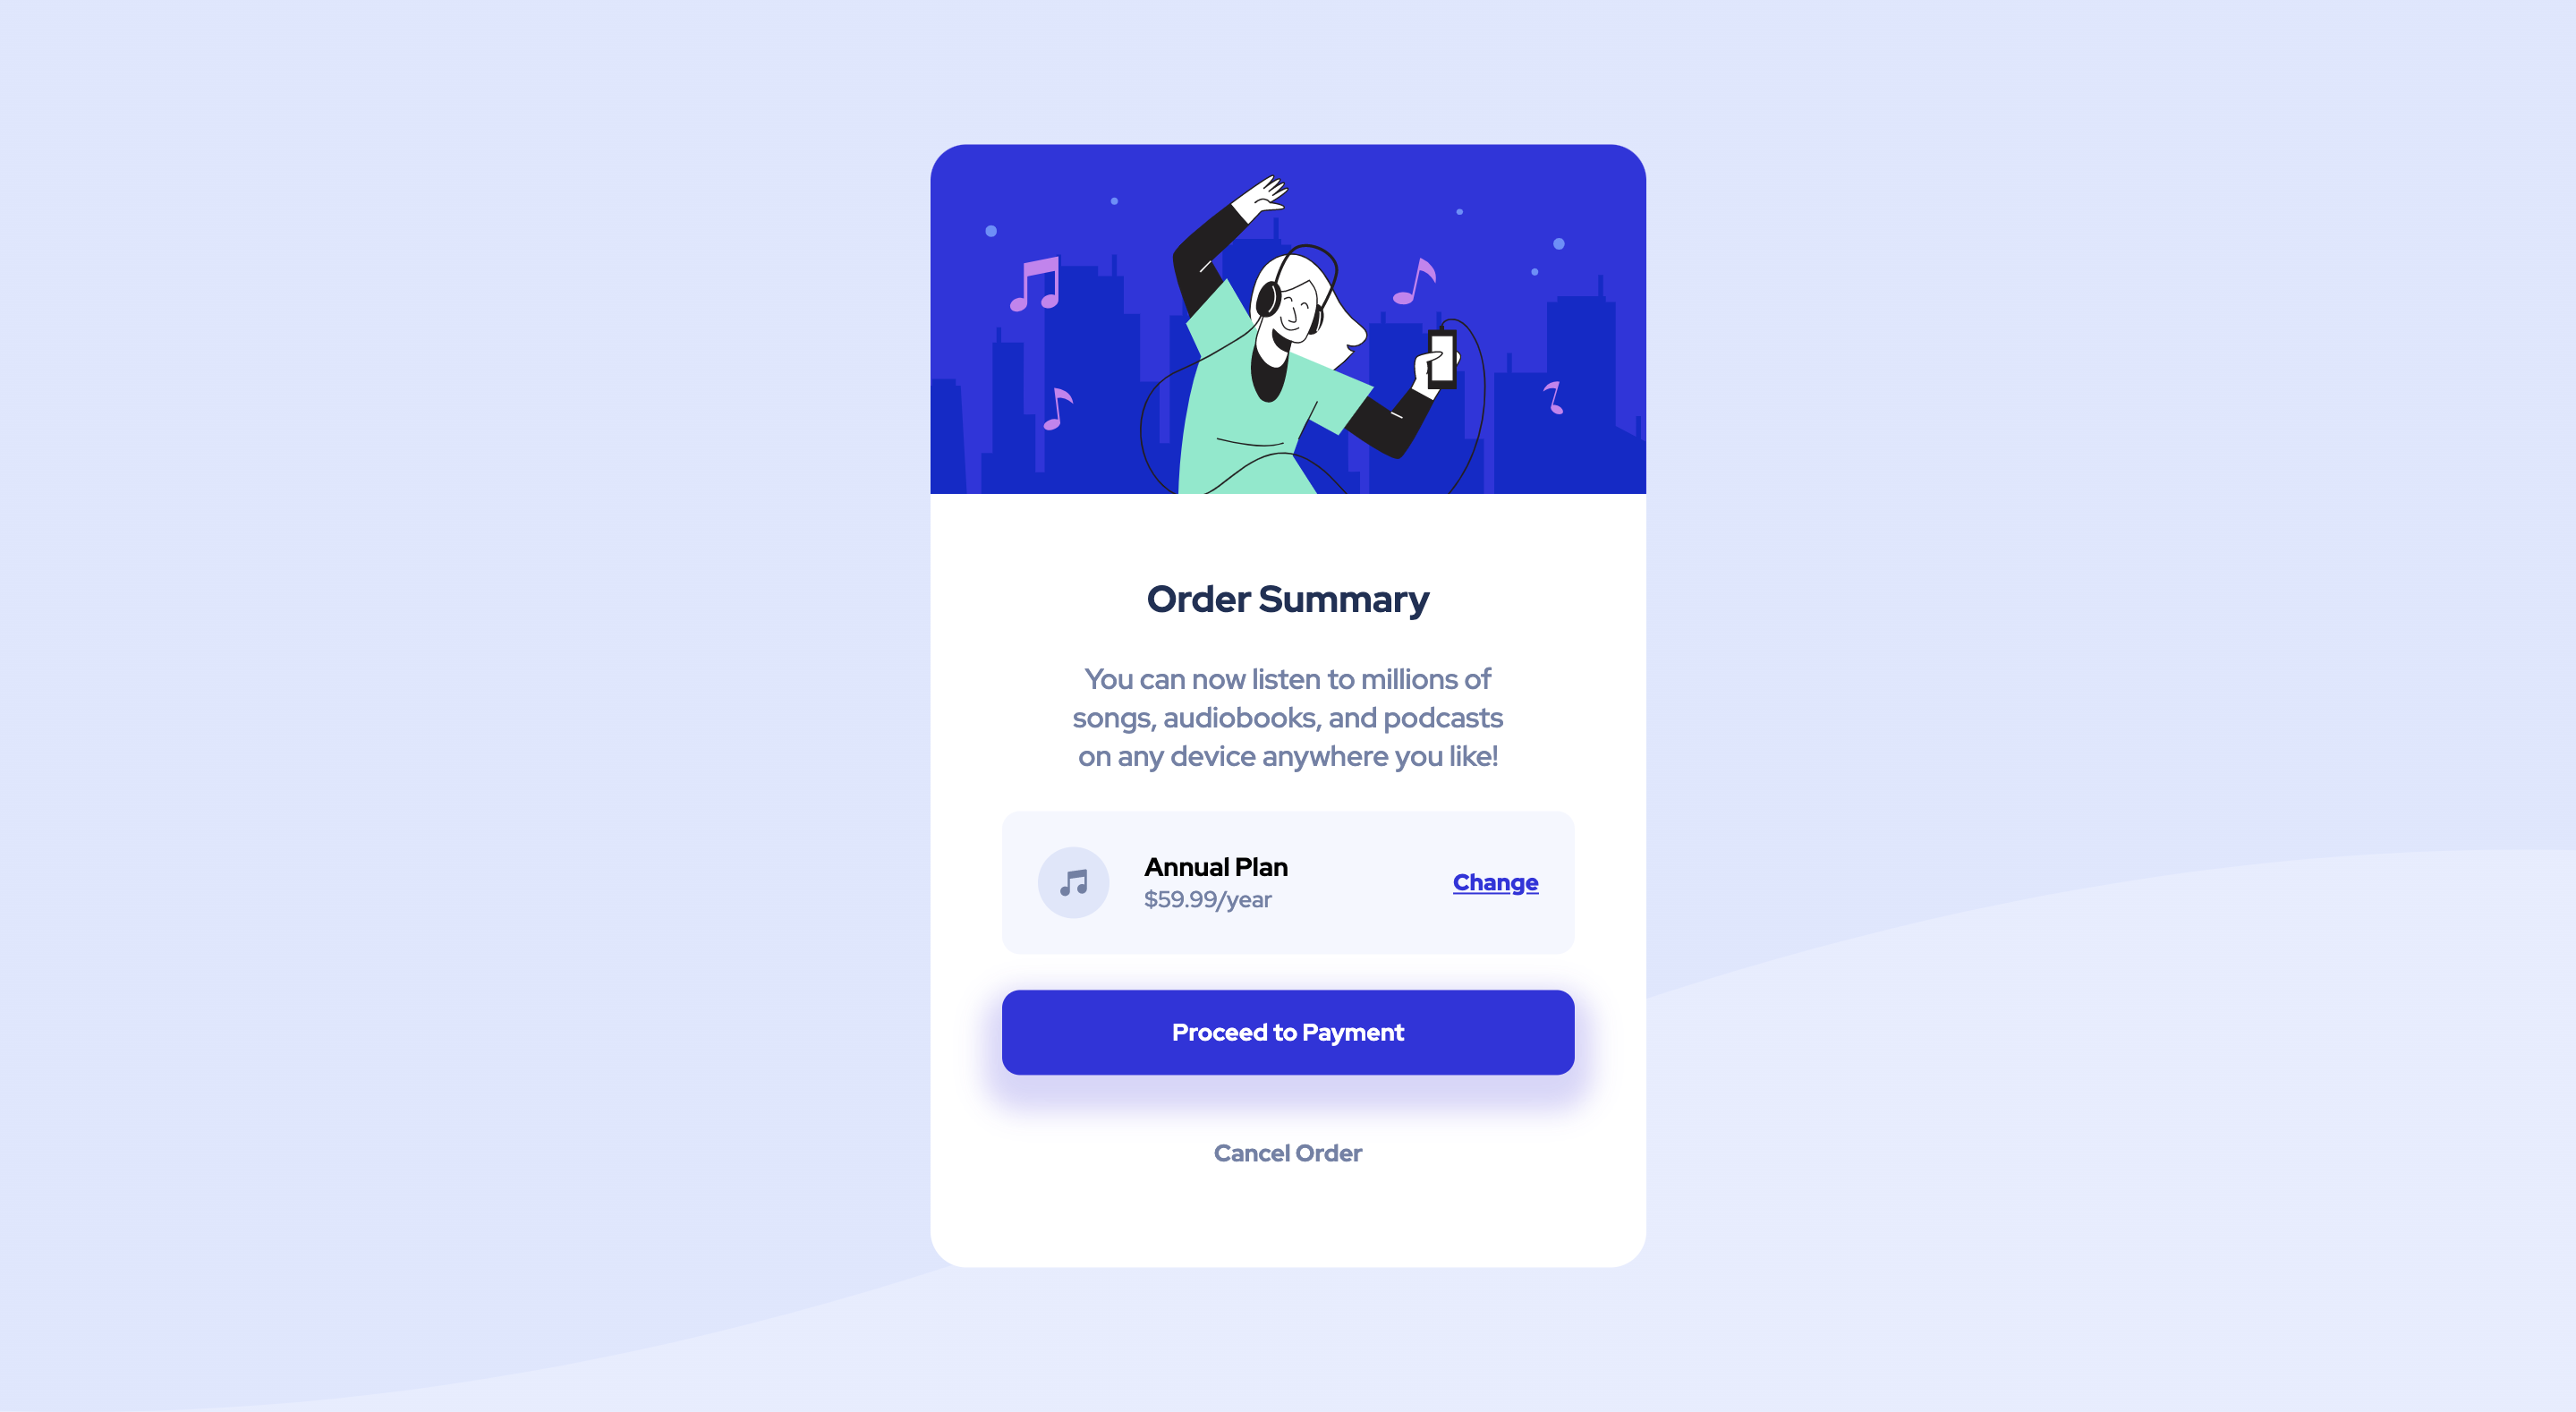 Order Summary
You can now listen to millions of
songs, audiobooks, and podcasts
on any device anywhere you like!
Annual Plan
$59.99/year
Change
Proceed to Payment
Cancel Order